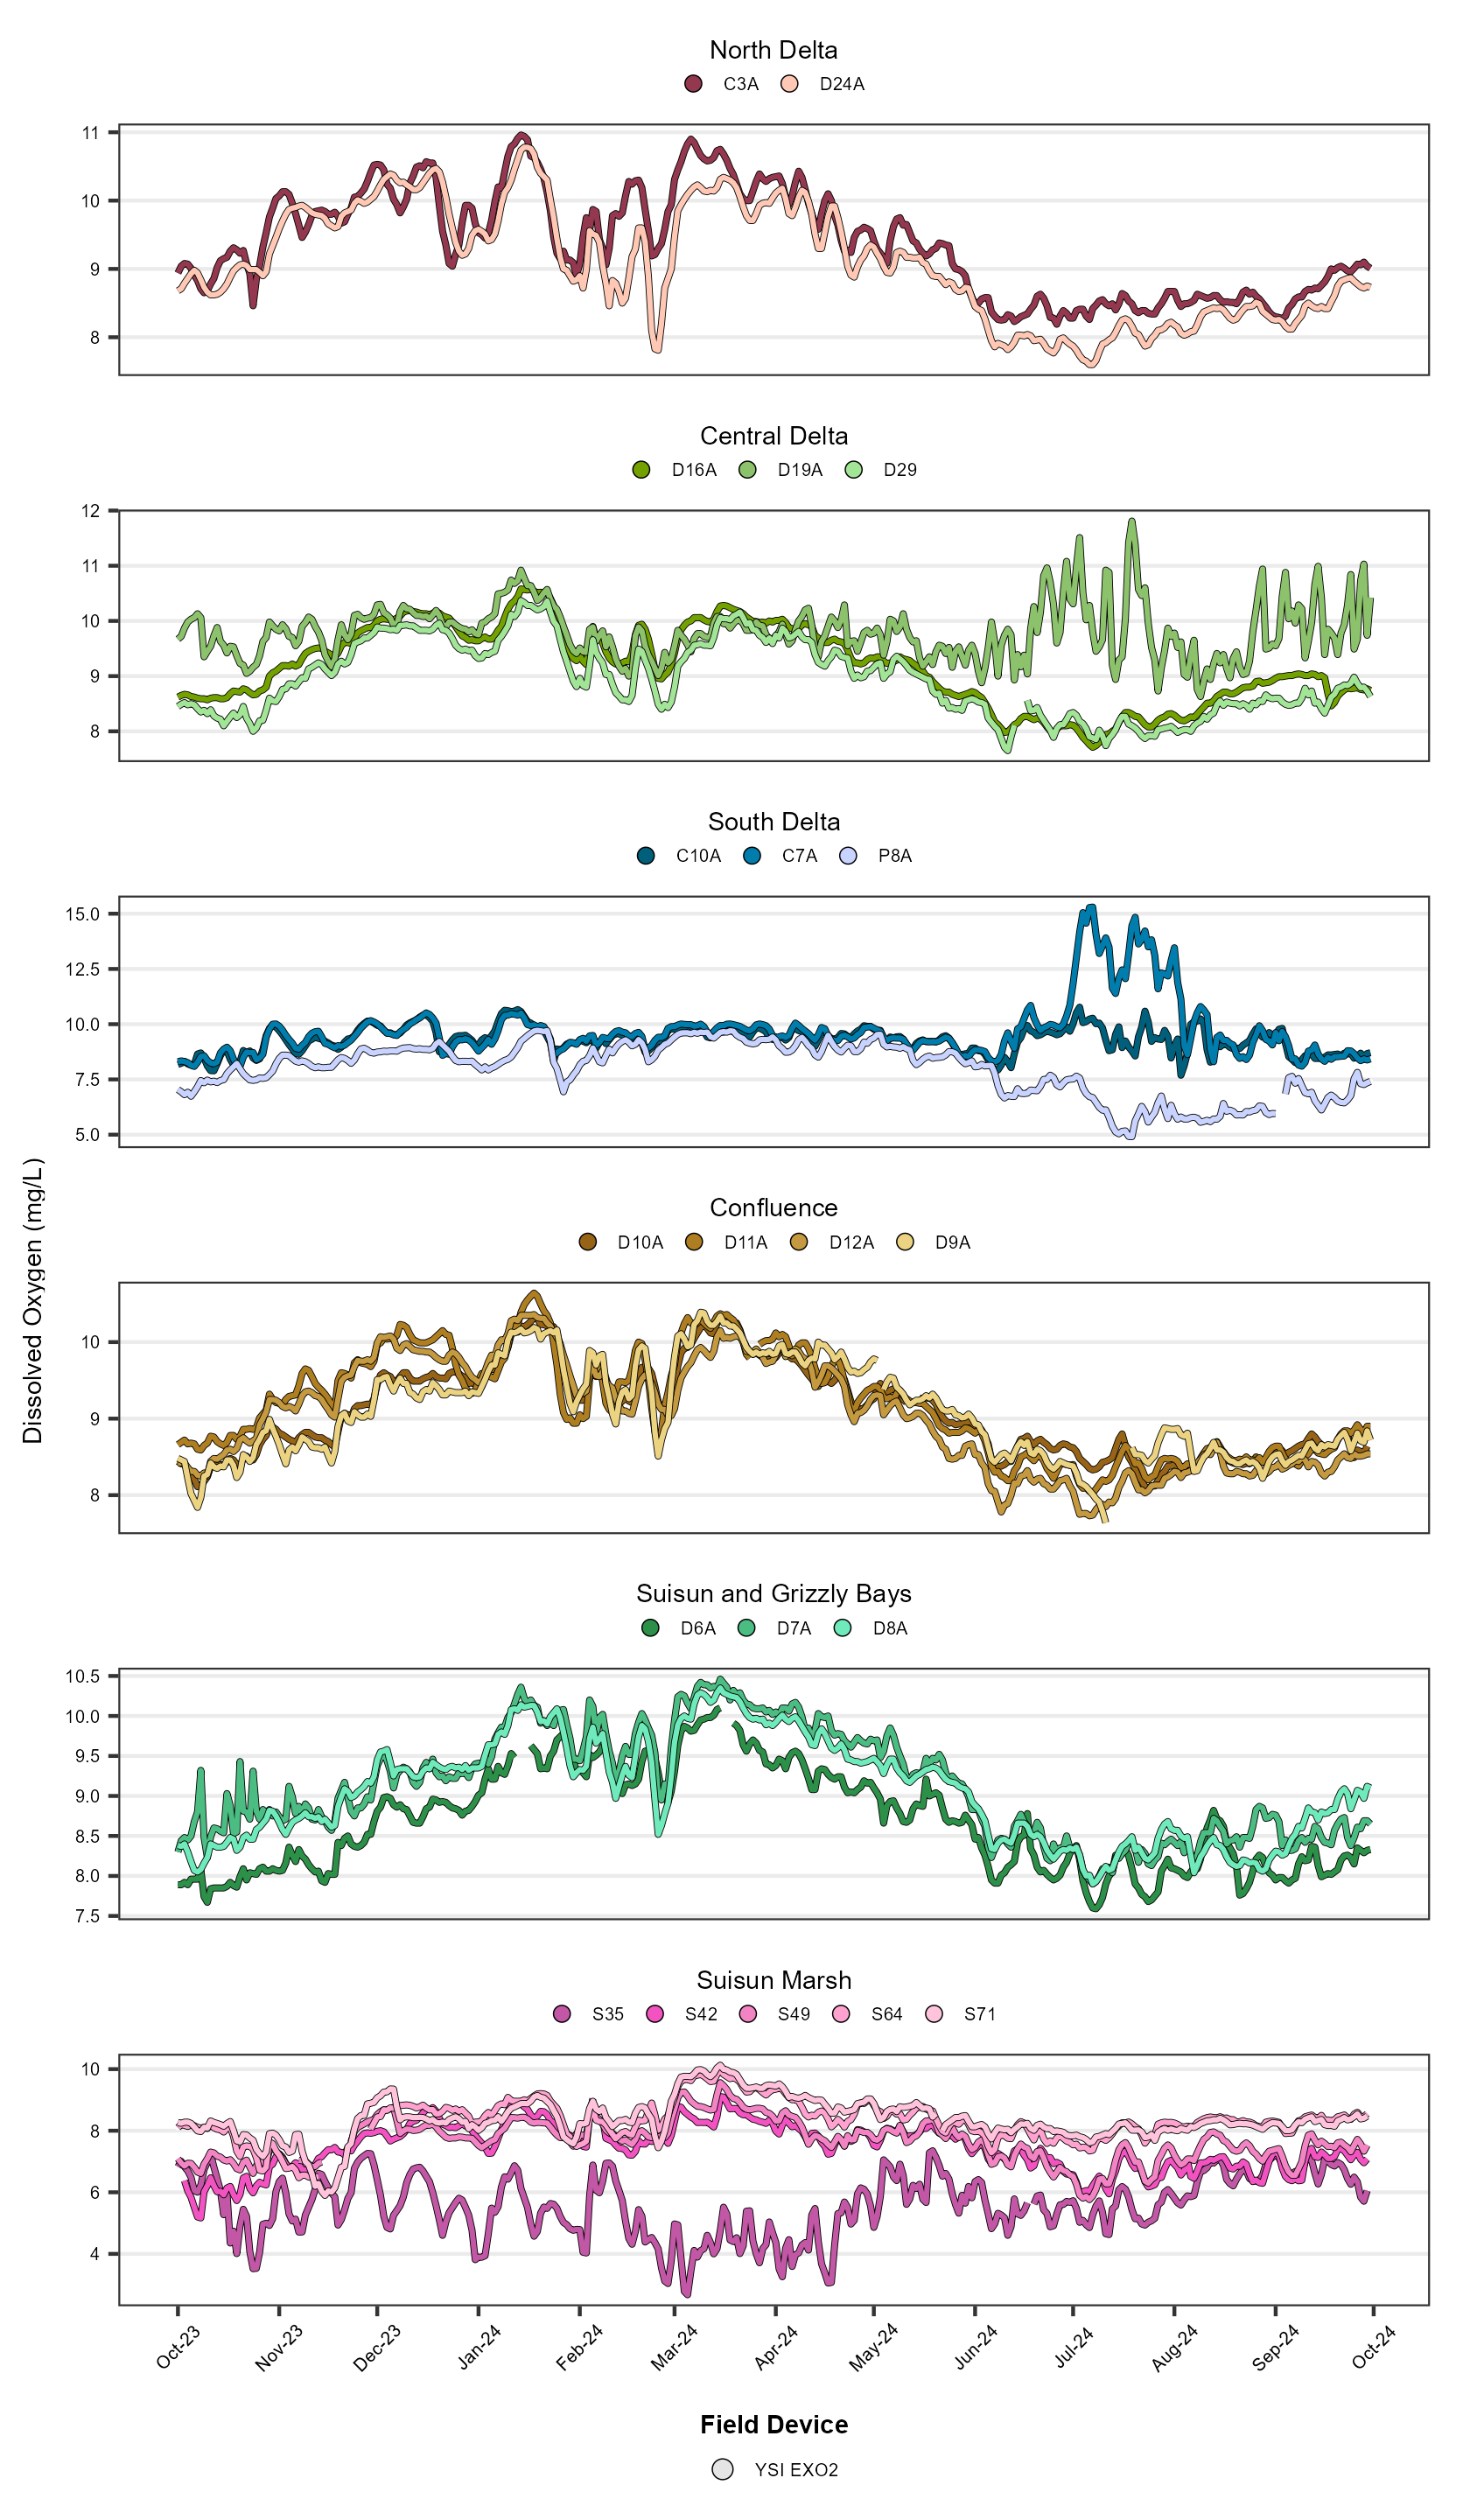 North Delta
C3A D24A
11
10
9
8
Central Delta
D16A D19A D29
12
11
10
9
8
South Delta
C10A C7A P8A
15.0
12.5
10.0
7.5
5.0
Dissolved Oxygen (mg/L)
Confluence
D10A D11A D12A D9A
10
9
8
Suisun and Grizzly Bays
D6A D7A D8A
10.5
10.0
9.5
9.0
8.5
8.0
7.5
Suisun Marsh
S35 S42 S49 S64 S71
10
8
6
4
Oct-23 Nov-23 Dec-23 Jan-24 Feb-24 Mar-24 Apr-24 May-24 Jun-24 Jul-24 Aug-24 Sep-24 Oct-24
Field Device
YSI EXO2